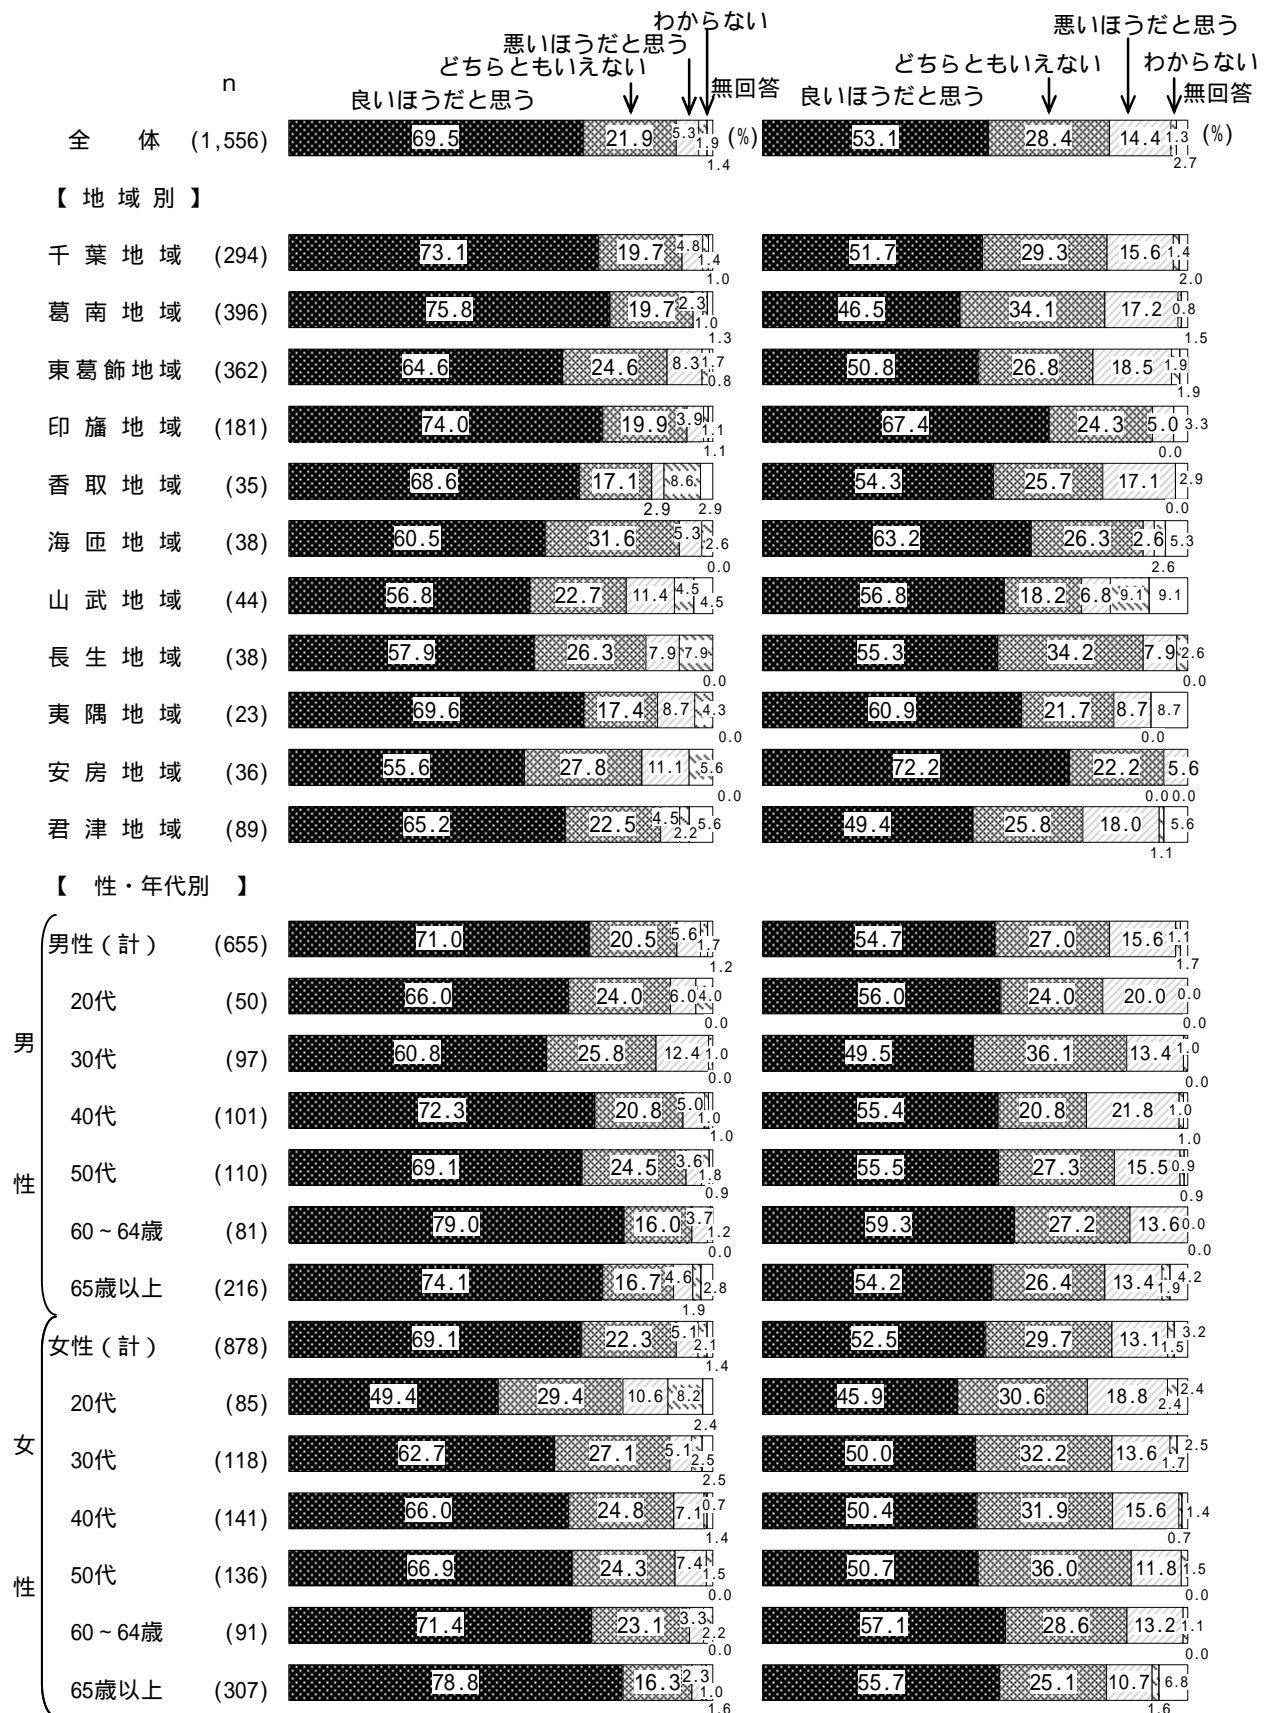 わからない
悪いほうだと思う
どちらともいえない
良いほうだと思う
無回答
悪いほうだと思う
どちらともいえない
わからない
良いほうだと思う
無回答
n
全 体 (1,556) 69.5 21.9 5.3 1.9 1.4 (%) 53.1 28.4 14.4 1.3 2.7 (%)
【 地 域 別 】
千 葉 地 域 (294) 73.1 19.7 4.8 1.4 1.0 51.7 29.3 15.6 1.4 2.0
葛 南 地 域 (396) 75.8 19.7 2.3 1.0 1.3 46.5 34.1 17.2 0.8 1.5
東葛飾地域 (362) 64.6 24.6 8.3 1.7 0.8 50.8 26.8 18.5 1.9 1.9
印 旛 地 域 (181) 74.0 19.9 3.9 1.1 1.1 67.4 24.3 5.0 0.0 3.3
香 取 地 域 (35) 68.6 17.1 2.9 8.6 2.9 54.3 25.7 17.1 0.0 2.9
海 匝 地 域 (38) 60.5 31.6 5.3 2.6 0.0 63.2 26.3 2.6 2.6 5.3
山 武 地 域 (44) 56.8 22.7 11.4 4.5 4.5 56.8 18.2 6.8 9.1 9.1
長 生 地 域 (38) 57.9 26.3 7.9 7.9 0.0 55.3 34.2 7.9 2.6 0.0
夷 隅 地 域 (23) 69.6 17.4 8.7 4.3 0.0 60.9 21.7 8.7 0.0 8.7
安 房 地 域 (36) 55.6 27.8 11.1 5.6 0.0 72.2 22.2 0.0 0.0 5.6
君 津 地 域 (89) 65.2 22.5 4.5 2.2 5.6 49.4 25.8 18.0 1.1 5.6
【 性・年代別 】
男性(計) (655) 71.0 20.5 5.6 1.7 1.2 54.7 27.0 15.6 1.1 1.7
男性
20代 (50) 66.0 24.0 6.0 4.0 0.0 56.0 24.0 20.0 0.0 0.0
30代 (97) 60.8 25.8 12.4 1.0 0.0 49.5 36.1 13.4 1.0 0.0
40代 (101) 72.3 20.8 5.0 1.0 1.0 55.4 20.8 21.8 1.0 1.0
50代 (110) 69.1 24.5 3.6 1.8 0.9 55.5 27.3 15.5 0.9 0.9
60~64歳 (81) 79.0 16.0 3.7 1.2 0.0 59.3 27.2 13.6 0.0 0.0
65歳以上 (216) 74.1 16.7 4.6 1.9 2.8 54.2 26.4 13.4 1.9 4.2
女性(計) (878) 69.1 22.3 5.1 2.1 1.4 52.5 29.7 13.1 1.5 3.2
女性
20代 (85) 49.4 29.4 10.6 8.2 2.4 45.9 30.6 18.8 2.4 2.4
30代 (118) 62.7 27.1 5.1 2.5 2.5 50.0 32.2 13.6 1.7 2.5
40代 (141) 66.0 24.8 7.1 0.7 1.4 50.4 31.9 15.6 0.7 1.4
50代 (136) 66.9 24.3 7.4 1.5 0.0 50.7 36.0 11.8 1.5 0.0
60~64歳 (91) 71.4 23.1 3.3 2.2 0.0 57.1 28.6 13.2 1.1 0.0
65歳以上 (307) 78.8 16.3 2.3 1.0 1.6 55.7 25.1 10.7 1.6 6.8